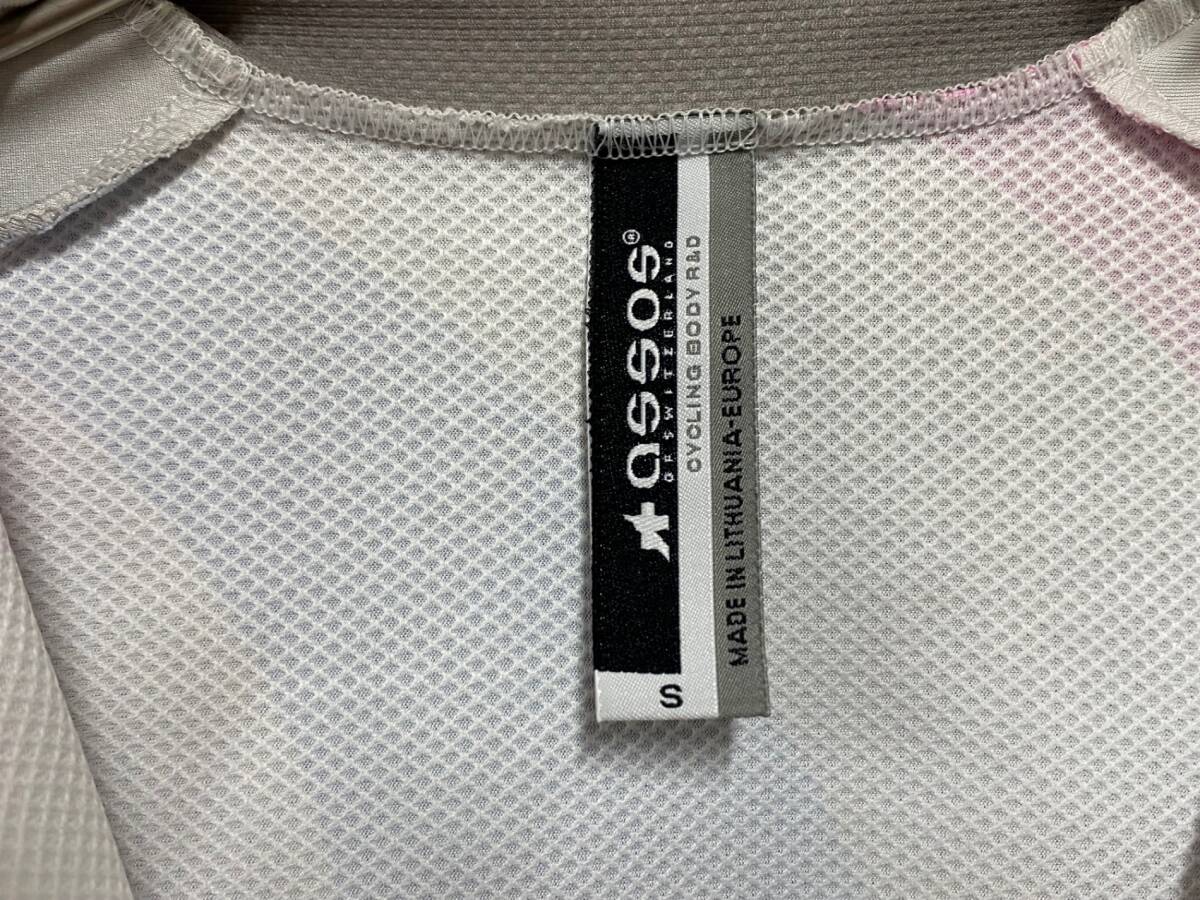 assos®
OF SWITZERLAND
CYCLING BODY R&D
MADE IN LITHUANIA-EUROPE
S